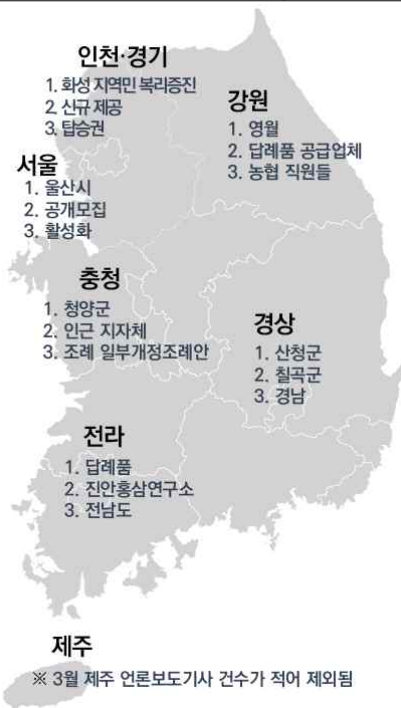 인천·경기
1. 화성 지역민 복리증진
2. 신규 제공
3. 탑승권
강원
1. 영월
2. 답례품 공급업체
3. 농협 직원들
서울
1. 울산시
2. 공개모집
3. 활성화
충청
1. 청양군
2. 인근 지자체
3. 조례 일부개정조례안
경상
1. 산청군
2. 칠곡군
3. 경남
전라
1. 답례품
2. 진안홍삼연구소
3. 전남도
제주
※ 3월 제주 언론보도기사 건수가 적어 제외됨